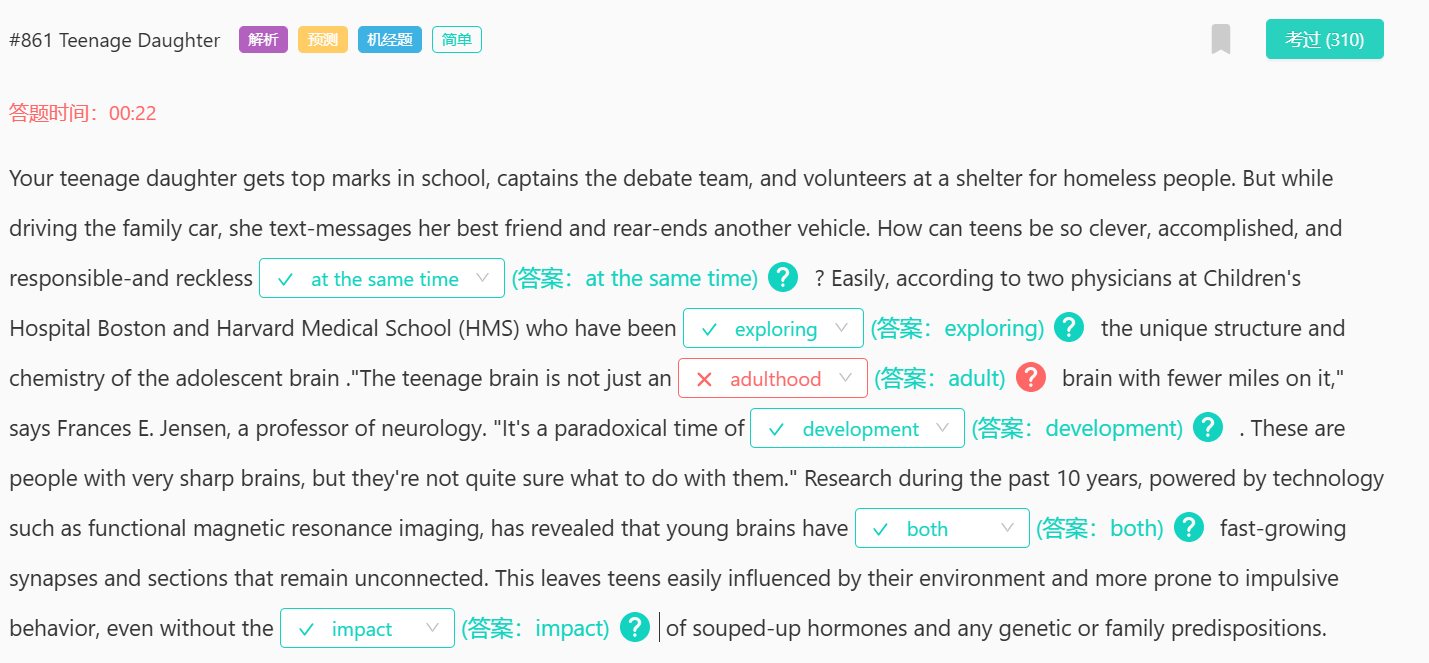 #861 Teenage Daughter 解析 预测 机经题 简单 考过 (310)
答题时间：00:22
Your teenage daughter gets top marks in school, captains the debate team, and volunteers at a shelter for homeless people. But while
driving the family car, she text-messages her best friend and rear-ends another vehicle. How can teens be so clever, accomplished, and
responsible-and reckless at the same time (答案：at the same time) ? ? Easily, according to two physicians at Children's
Hospital Boston and Harvard Medical School (HMS) who have been exploring (答案：exploring) ? the unique structure and
chemistry of the adolescent brain ."The teenage brain is not just an adulthood (答案：adult) ? brain with fewer miles on it,"
says Frances E. Jensen, a professor of neurology. "It's a paradoxical time of development (答案：development) ? . These are
people with very sharp brains, but they're not quite sure what to do with them." Research during the past 10 years, powered by technology
such as functional magnetic resonance imaging, has revealed that young brains have both (答案：both) ? fast-growing
synapses and sections that remain unconnected. This leaves teens easily influenced by their environment and more prone to impulsive
behavior, even without the impact (答案：impact) ? of souped-up hormones and any genetic or family predispositions.